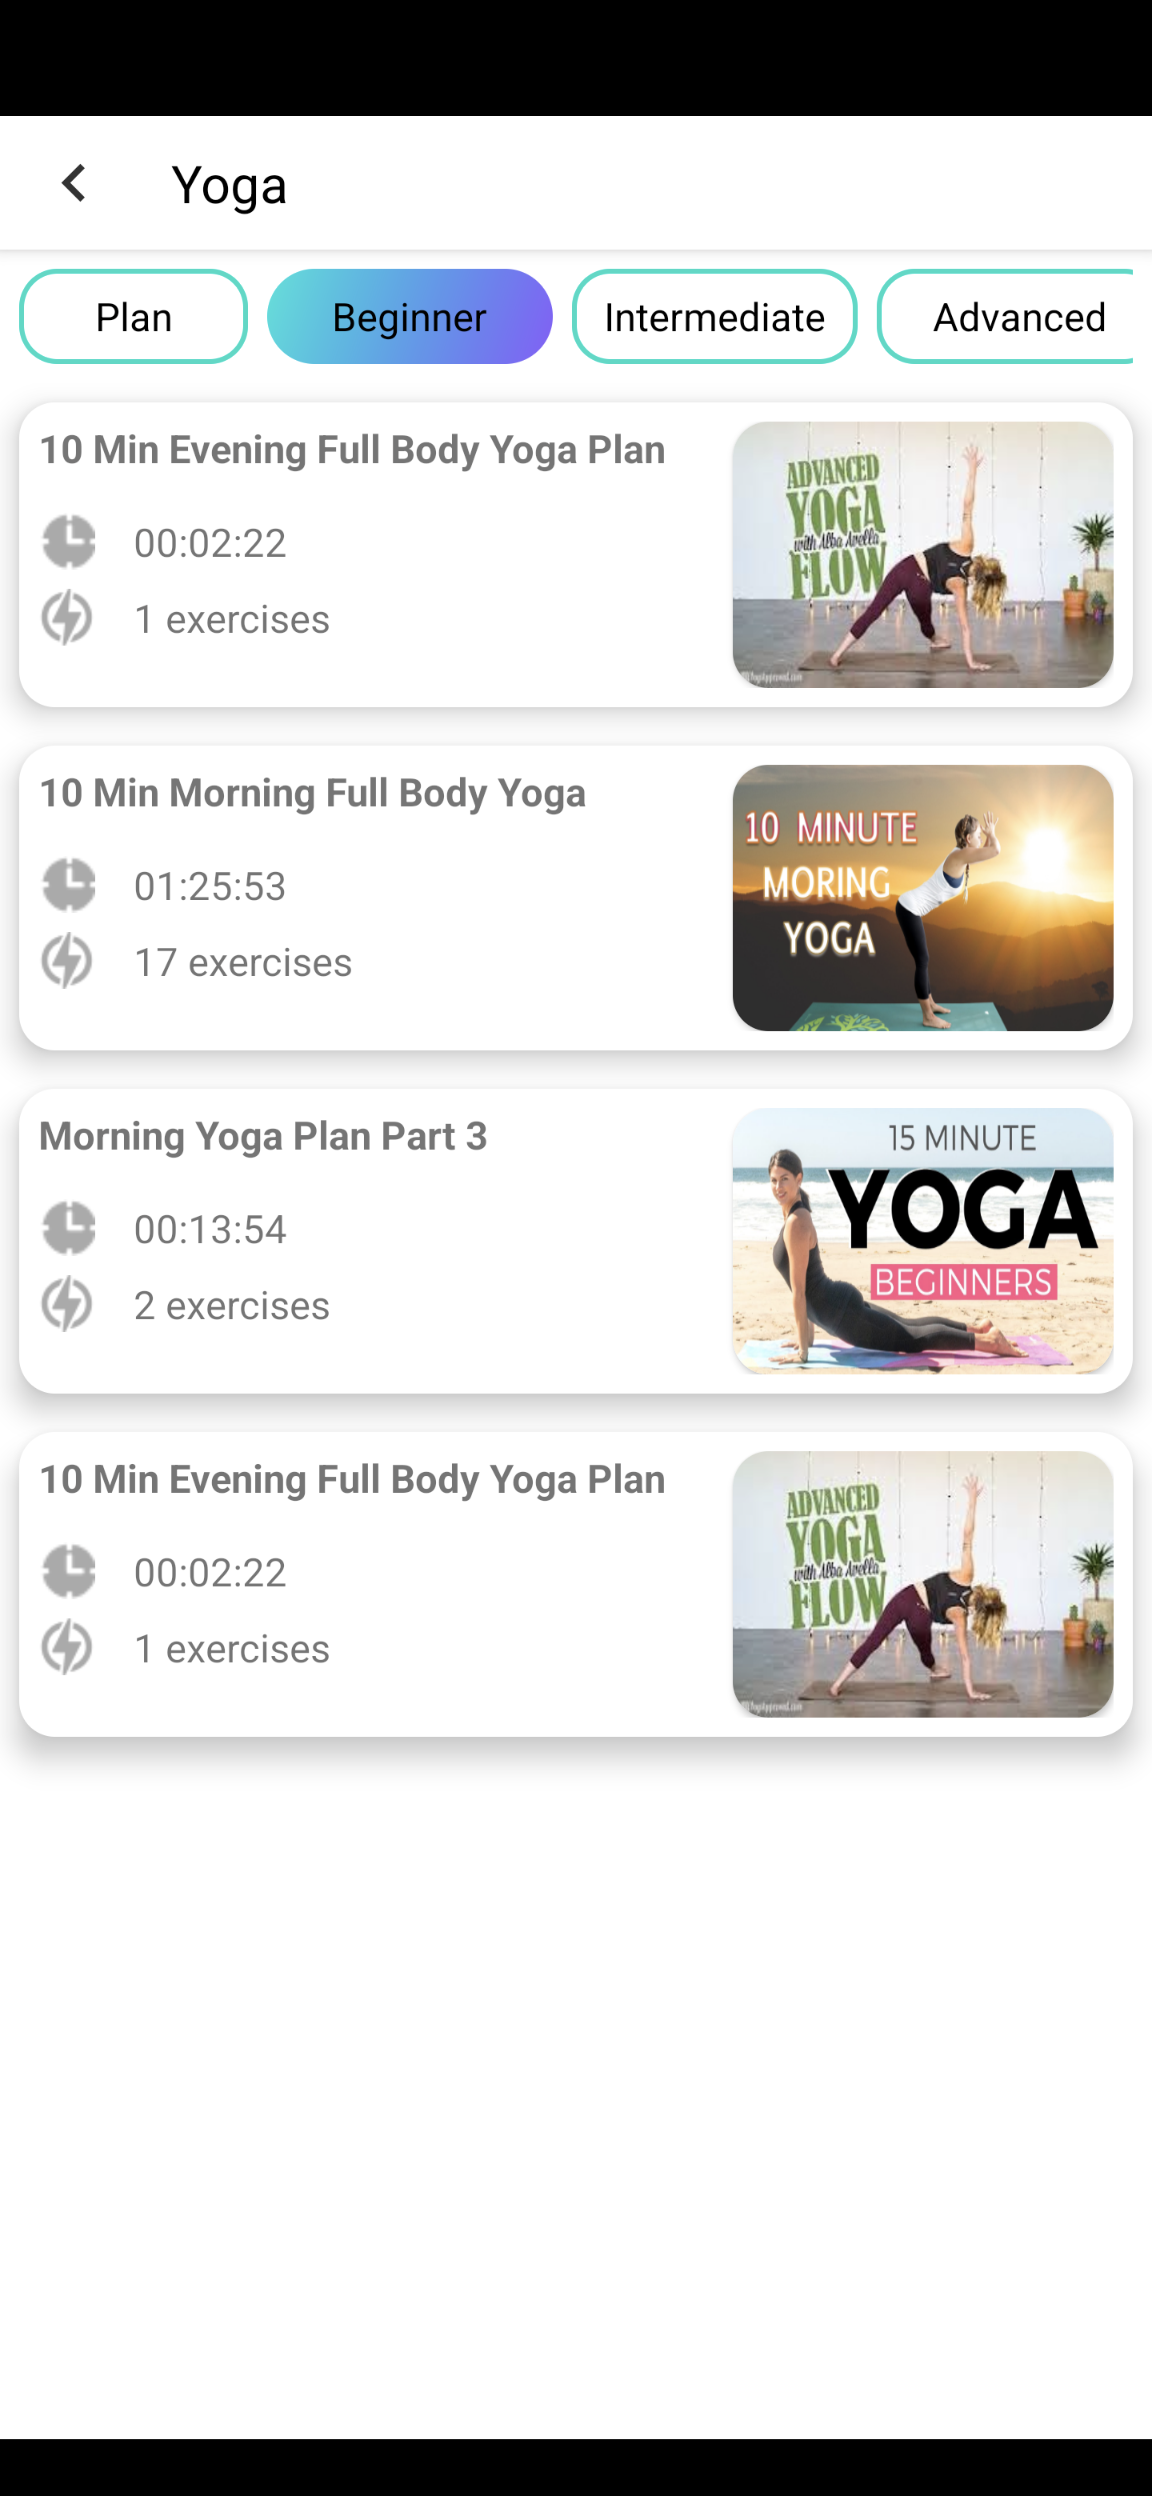 Yoga
Plan
Beginner
Intermediate
Advanced
10 Min Evening Full Body Yoga Plan
00:02:22
1 exercises
ADVANCED
YOGA
with Alba Avella
FLOW
10 Min Morning Full Body Yoga
01:25:53
17 exercises
10 MINUTE
MORING
YOGA
Morning Yoga Plan Part 3
00:13:54
2 exercises
15 MINUTE
YOGA
BEGINNERS
10 Min Evening Full Body Yoga Plan
00:02:22
1 exercises
ADVANCED
YOGA
with Alba Avella
FLOW